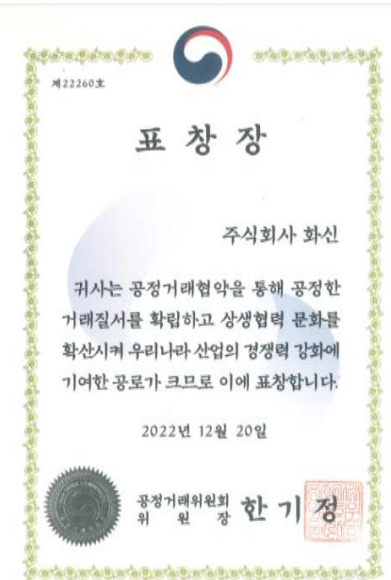 제22260호
표 창 장
주식회사 화신
귀사는 공정거래협약을 통해 공정한
거래질서를 확립하고 상생협력 문화를
확산시켜 우리나라 산업의 경쟁력 강화에
기여한 공로가 크므로 이에 표창합니다.
2022년 12월 20일
공정거래위원회
위 원 장 한 기 정